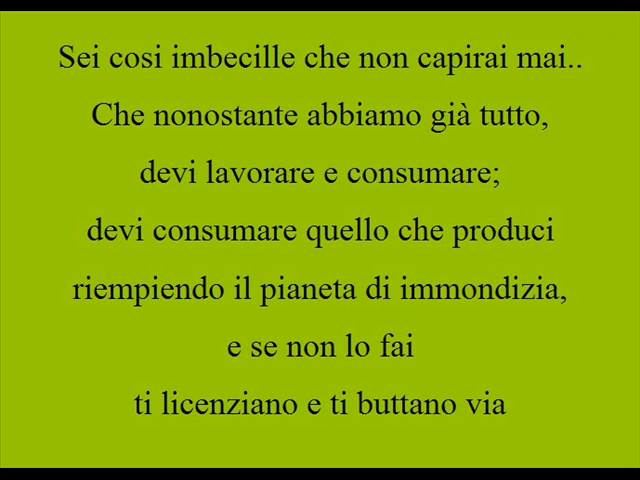 Sei cosi imbecille che non capirai mai..
Che nonostante abbiamo già tutto,
devi lavorare e consumare;
devi consumare quello che produci
riempiendo il pianeta di immondizia,
e se non lo fai
ti licenziano e ti buttano via